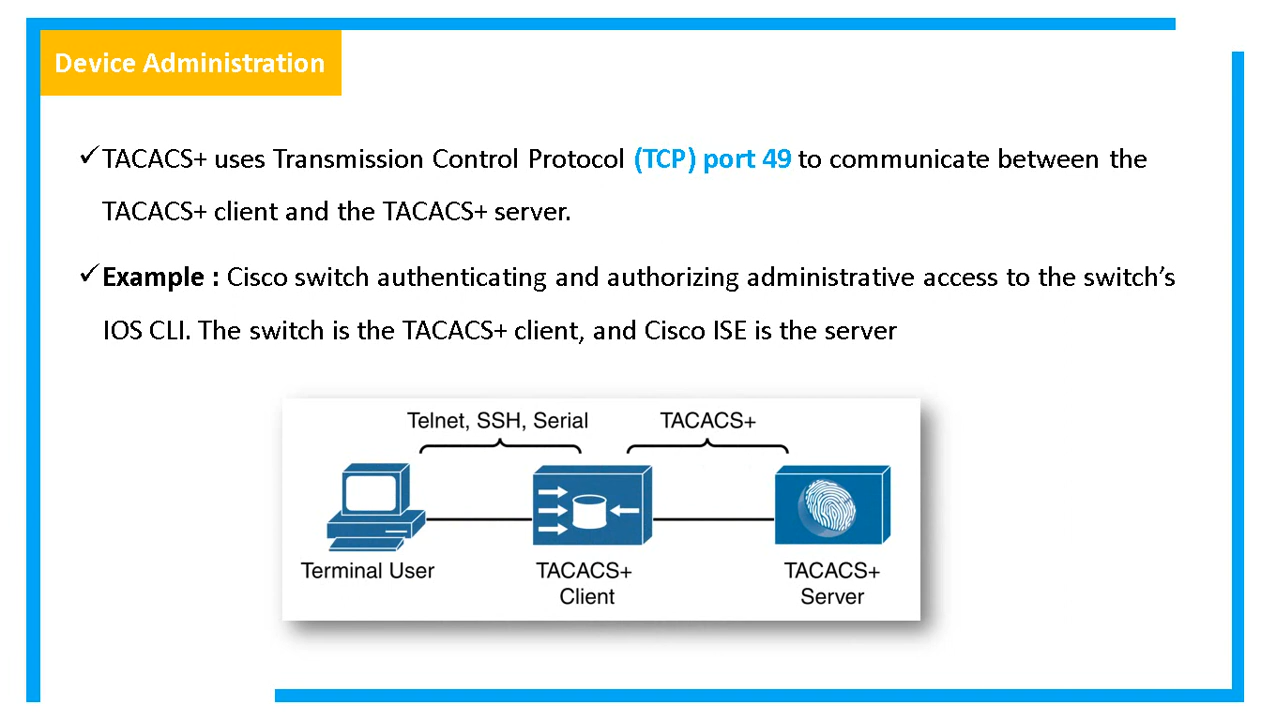 Device Administration
✓TACACS+ uses Transmission Control Protocol (TCP) port 49 to communicate between the
TACACS+ client and the TACACS+ server.
✓Example : Cisco switch authenticating and authorizing administrative access to the switch’s
IOS CLI. The switch is the TACACS+ client, and Cisco ISE is the server
Telnet, SSH, Serial
TACACS+
Terminal User
TACACS+
Client
TACACS+
Server